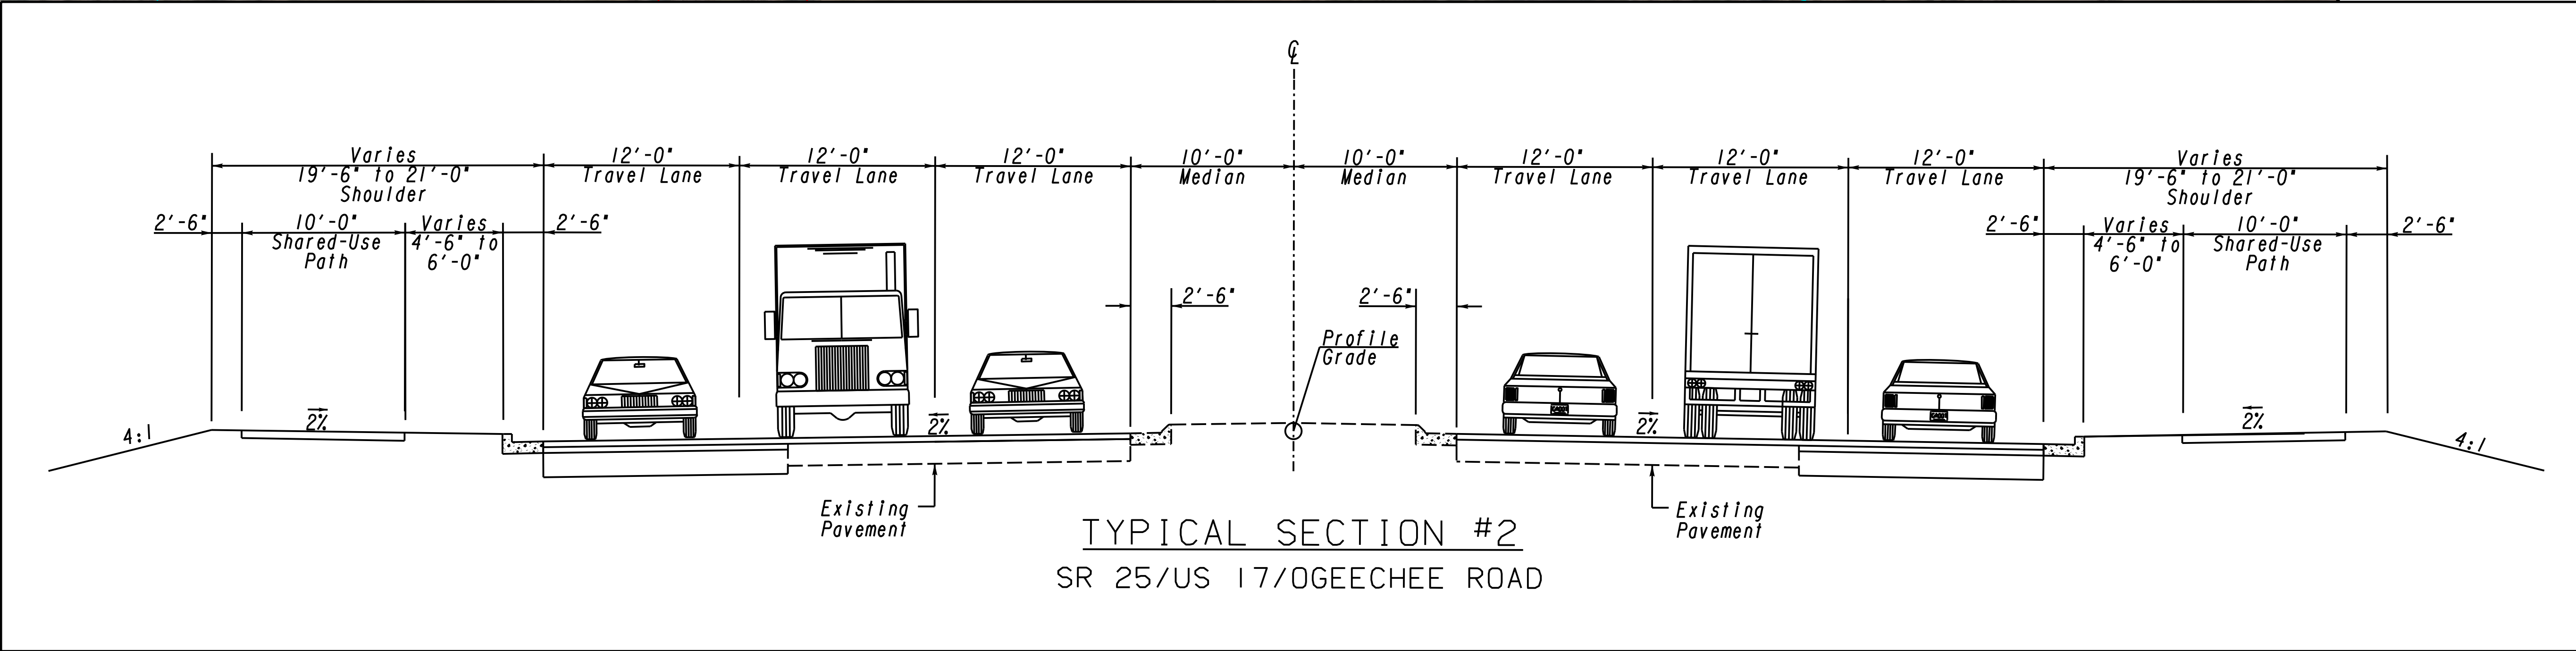 ℄
Varies
19'-6" to 21'-0"
Shoulder
12'-0"
Travel Lane
12'-0"
Travel Lane
12'-0"
Travel Lane
10'-0"
Median
10'-0"
Median
12'-0"
Travel Lane
12'-0"
Travel Lane
12'-0"
Travel Lane
Varies
19'-6" to 21'-0"
Shoulder
2'-6"
10'-0"
Shared-Use
Path
Varies
4'-6" to
6'-0"
2'-6"
2'-6"
2'-6"
2'-6"
Varies
4'-6" to
6'-0"
10'-0"
Shared-Use
Path
2'-6"
Profile
Grade
4:1
2%
2%
2%
2%
4:1
Existing
Pavement
Existing
Pavement
TYPICAL SECTION #2
SR 25/US 17/OGEECHEE ROAD